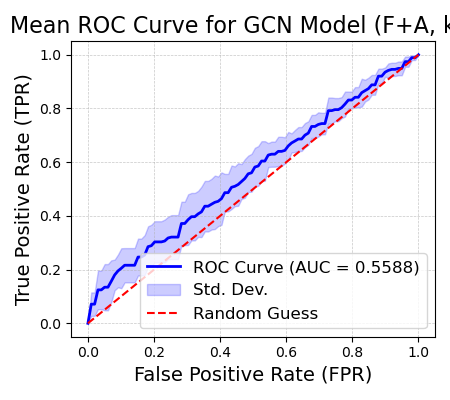 Mean ROC Curve for GCN Model (F+A, k
True Positive Rate (TPR)
1.0
0.8
0.6
0.4
0.2
0.0
ROC Curve (AUC = 0.5588)
Std. Dev.
Random Guess
0.0 0.2 0.4 0.6 0.8 1.0
False Positive Rate (FPR)